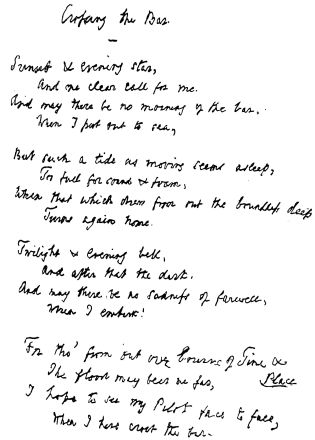 Crossing the Bar.
Sunset & evening star,
And one clear call for me.
And may there be no moaning of the bar,
When I put out to sea,
But such a tide as moving seems asleep,
Too full for sound & foam,
When that which drew from out the boundless deep
Turns again home.
Twilight & evening bell,
And after that the dark.
And may there be no sadness of farewell,
When I embark!
For tho' from out our bourne of Time &
Place
The flood may bear me far,
I hope to see my Pilot face to face,
When I have crost the bar.